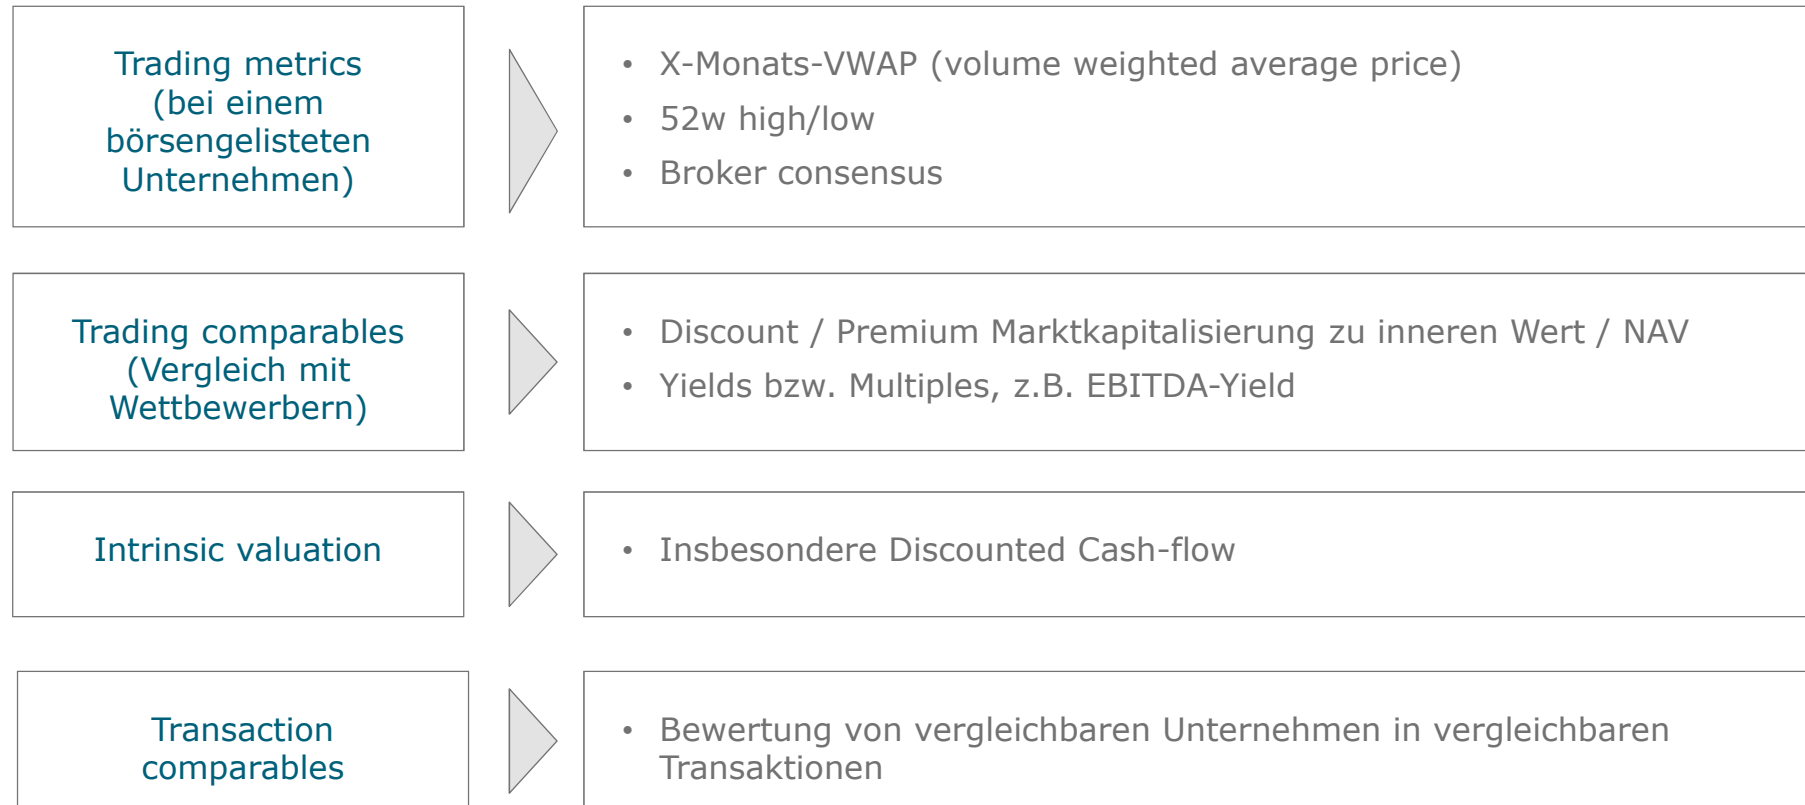 Trading metrics
(bei einem
börsengelisteten
Unternehmen)
• X-Monats-VWAP (volume weighted average price)
• 52w high/low
• Broker consensus
Trading comparables
(Vergleich mit
Wettbewerbern)
• Discount / Premium Marktkapitalisierung zu inneren Wert / NAV
• Yields bzw. Multiples, z.B. EBITDA-Yield
Intrinsic valuation
• Insbesondere Discounted Cash-flow
Transaction
comparables
• Bewertung von vergleichbaren Unternehmen in vergleichbaren
Transaktionen